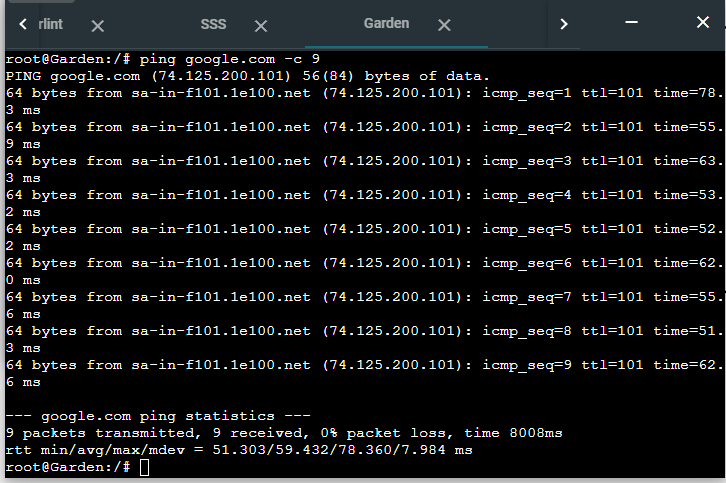 rlint
SSS
Garden
root@Garden:/# ping google.com -c 9
PING google.com (74.125.200.101) 56(84) bytes of data.
64 bytes from sa-in-f101.1e100.net (74.125.200.101): icmp_seq=1 ttl=101 time=78.
3 ms
64 bytes from sa-in-f101.1e100.net (74.125.200.101): icmp_seq=2 ttl=101 time=55.
9 ms
64 bytes from sa-in-f101.1e100.net (74.125.200.101): icmp_seq=3 ttl=101 time=63.
3 ms
64 bytes from sa-in-f101.1e100.net (74.125.200.101): icmp_seq=4 ttl=101 time=53.
2 ms
64 bytes from sa-in-f101.1e100.net (74.125.200.101): icmp_seq=5 ttl=101 time=52.
2 ms
64 bytes from sa-in-f101.1e100.net (74.125.200.101): icmp_seq=6 ttl=101 time=62.
0 ms
64 bytes from sa-in-f101.1e100.net (74.125.200.101): icmp_seq=7 ttl=101 time=55.
6 ms
64 bytes from sa-in-f101.1e100.net (74.125.200.101): icmp_seq=8 ttl=101 time=51.
3 ms
64 bytes from sa-in-f101.1e100.net (74.125.200.101): icmp_seq=9 ttl=101 time=62.
6 ms
--- google.com ping statistics ---
9 packets transmitted, 9 received, 0% packet loss, time 8008ms
rtt min/avg/max/mdev = 51.303/59.432/78.360/7.984 ms
root@Garden:/#